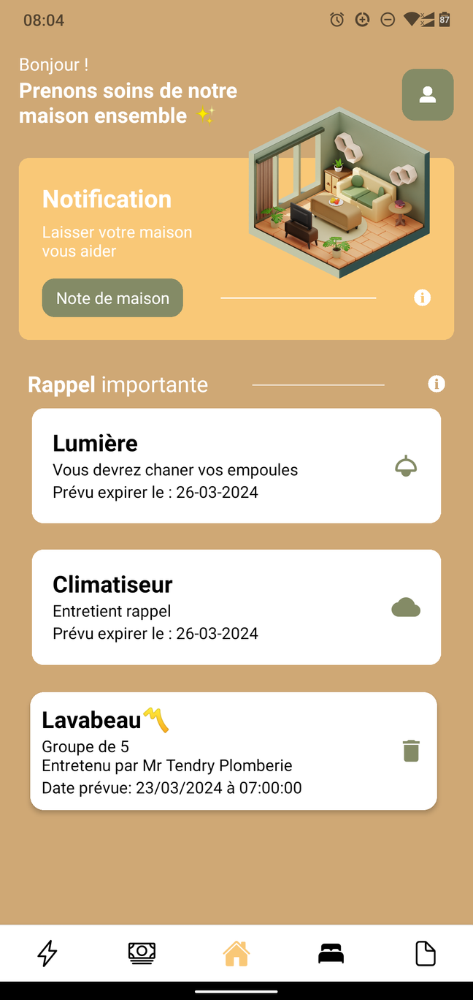 08:04
87
Bonjour !
Prenons soins de notre
maison ensemble ✨
Notification
Laisser votre maison
vous aider
Note de maison
Rappel importante
Lumière
Vous devrez chaner vos empoules
Prévu expirer le : 26-03-2024
Climatiseur
Entretient rappel
Prévu expirer le : 26-03-2024
Lavabeau〽️
Groupe de 5
Entretenu par Mr Tendry Plomberie
Date prévue: 23/03/2024 à 07:00:00